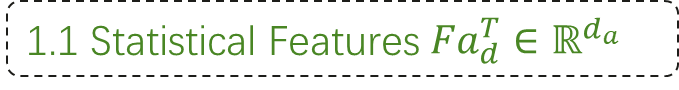 1.1 Statistical Features $Fa_d^T \in \mathbb{R}^{d_a}$